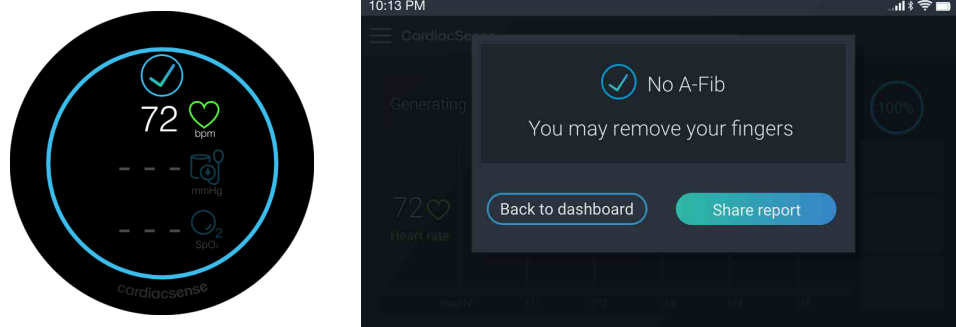 72
bpm
- - -
mmHg
- - -
SpO₂
cardiacsense
10:13 PM
CardiacSense
Generating
100%
No A-Fib
You may remove your fingers
72
Heart rate
Back to dashboard
Share report